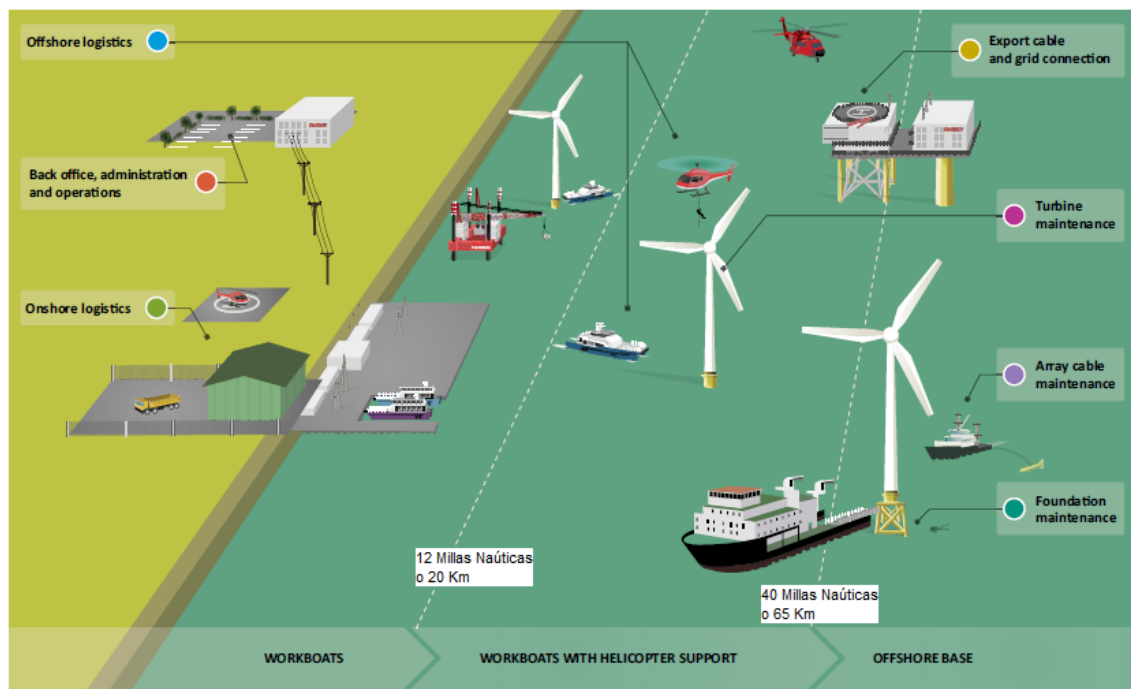 Offshore logistics
Export cable
and grid connection
Back office, administration
and operations
Turbine
maintenance
Onshore logistics
Array cable
maintenance
Foundation
maintenance
12 Millas Naúticas
o 20 Km
40 Millas Naúticas
o 65 Km
WORKBOATS
WORKBOATS WITH HELICOPTER SUPPORT
OFFSHORE BASE